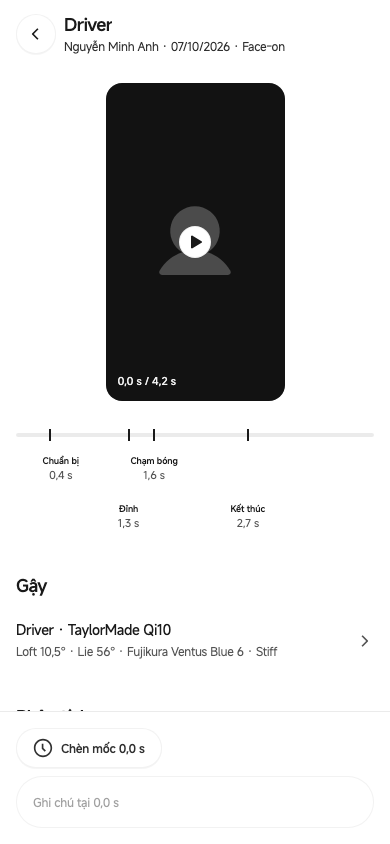 Driver
Nguyễn Minh Anh · 07/10/2026 · Face-on
0,0 s / 4,2 s
Chuẩn bị
0,4 s
Chạm bóng
1,6 s
Đỉnh
1,3 s
Kết thúc
2,7 s
Gậy
Driver · TaylorMade Qi10
Loft 10,5° · Lie 56° · Fujikura Ventus Blue 6 · Stiff
Chèn mốc 0,0 s
Ghi chú tại 0,0 s